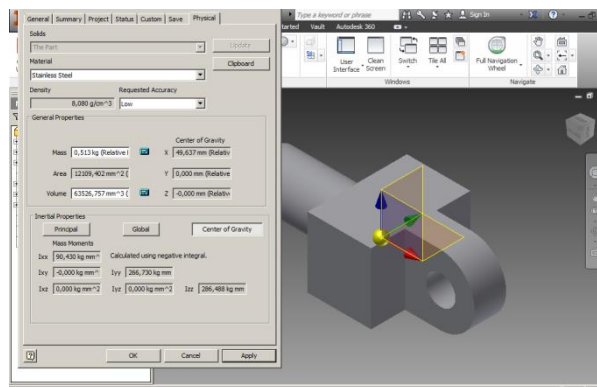 General Summary Project Status Custom Save Physical
Type a keyword or phrase
Sign In
Vault Autodesk 360
Solids
The Part
Update
Material
Clipboard
Stainless Steel
Density Requested Accuracy
8,080 g/cm^3 Low
User Interface
Clean Screen
Switch
Tile All
Full Navigation Wheel
Windows
Navigate
General Properties
Center of Gravity
Mass 0,513 kg (Relative X 49,637 mm (Relativ
Area 12109,402 mm^2 ( Y 0,000 mm (Relative
Volume 63526,757 mm^3 ( Z -0,000 mm (Relativ
Inertial Properties
Principal Global Center of Gravity
Mass Moments
Ixx 90,430 kg mm^ Calculated using negative integral.
Ixy -0,000 kg mm^ Iyy 266,730 kg mm
Ixz 0,000 kg mm^2 Iyz 0,000 kg mm^2 Izz 286,488 kg mm
OK Cancel Apply